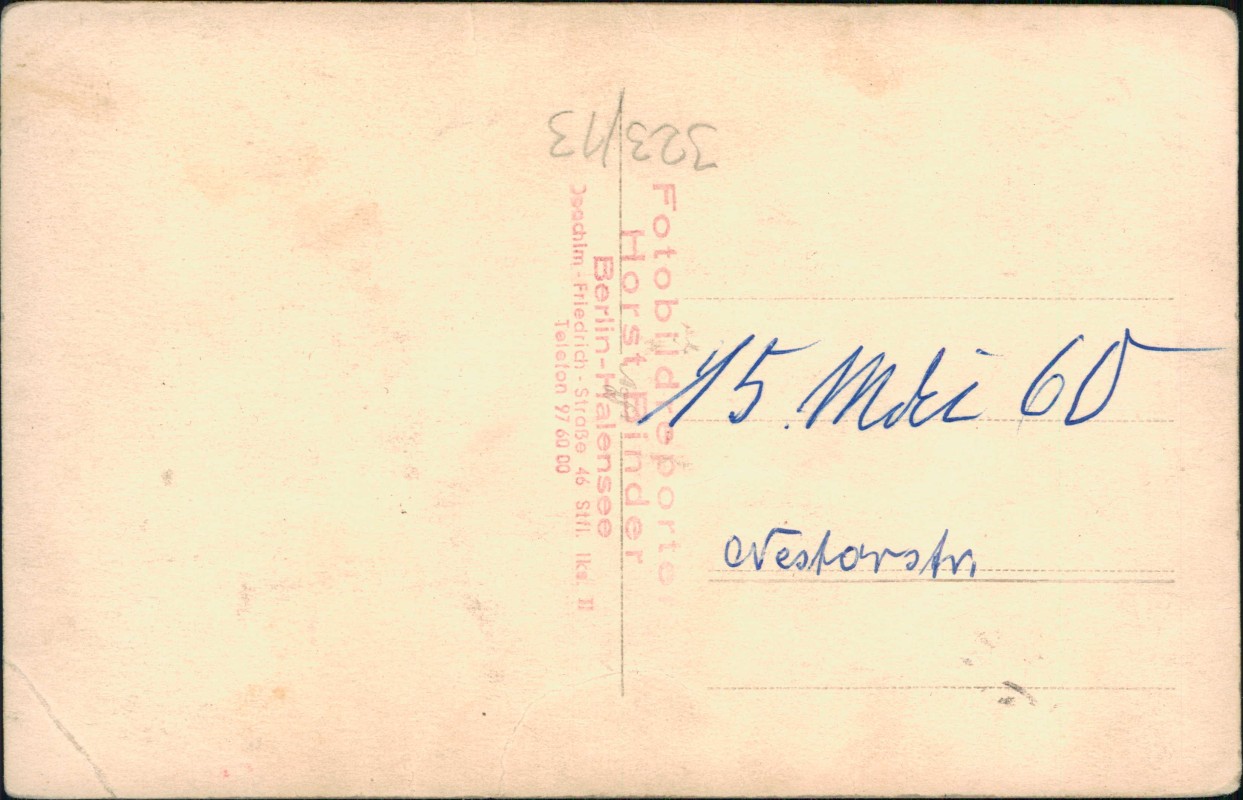 323/13
Fotobildreporter
Horst Binder
Berlin-Halensee
Joachim-Friedrich-Straße 46 Stfl. lks. II
Telefon 97 60 00
15. Mai 60
Nestorstr